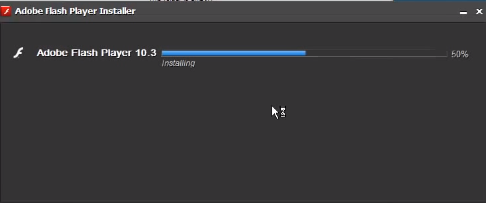 Adobe Flash Player Installer
Adobe Flash Player 10.3 50%
Installing